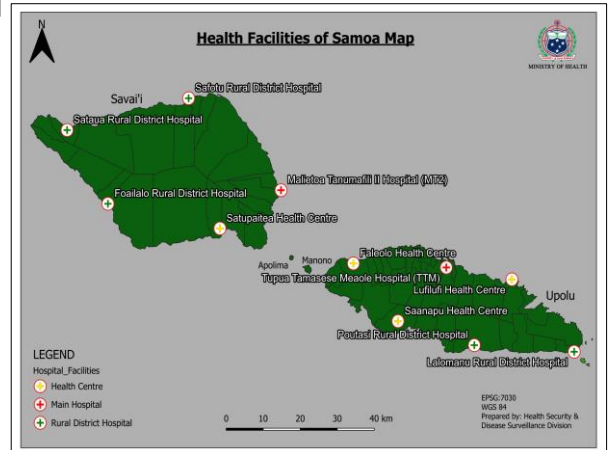 N
Health Facilities of Samoa Map
MINISTRY OF HEALTH
Savai'i
Safotu Rural District Hospital
Sataua Rural District Hospital
Malietoa Tanumafili II Hospital (MT2)
Foailalo Rural District Hospital
Satupaitea Health Centre
Apolima
Manono
Faleolo Health Centre
Tupua Tamasese Meaole Hospital (TTM)
Lufilufi Health Centre
Upolu
Saanapu Health Centre
Poutasi Rural District Hospital
Lalomanu Rural District Hospital
LEGEND
Hospital_Facilities
Health Centre
Main Hospital
Rural District Hospital
0 10 20 30 40 km
EPSG:7030
WGS 84
Prepared by: Health Security &
Disease Surveillance Division